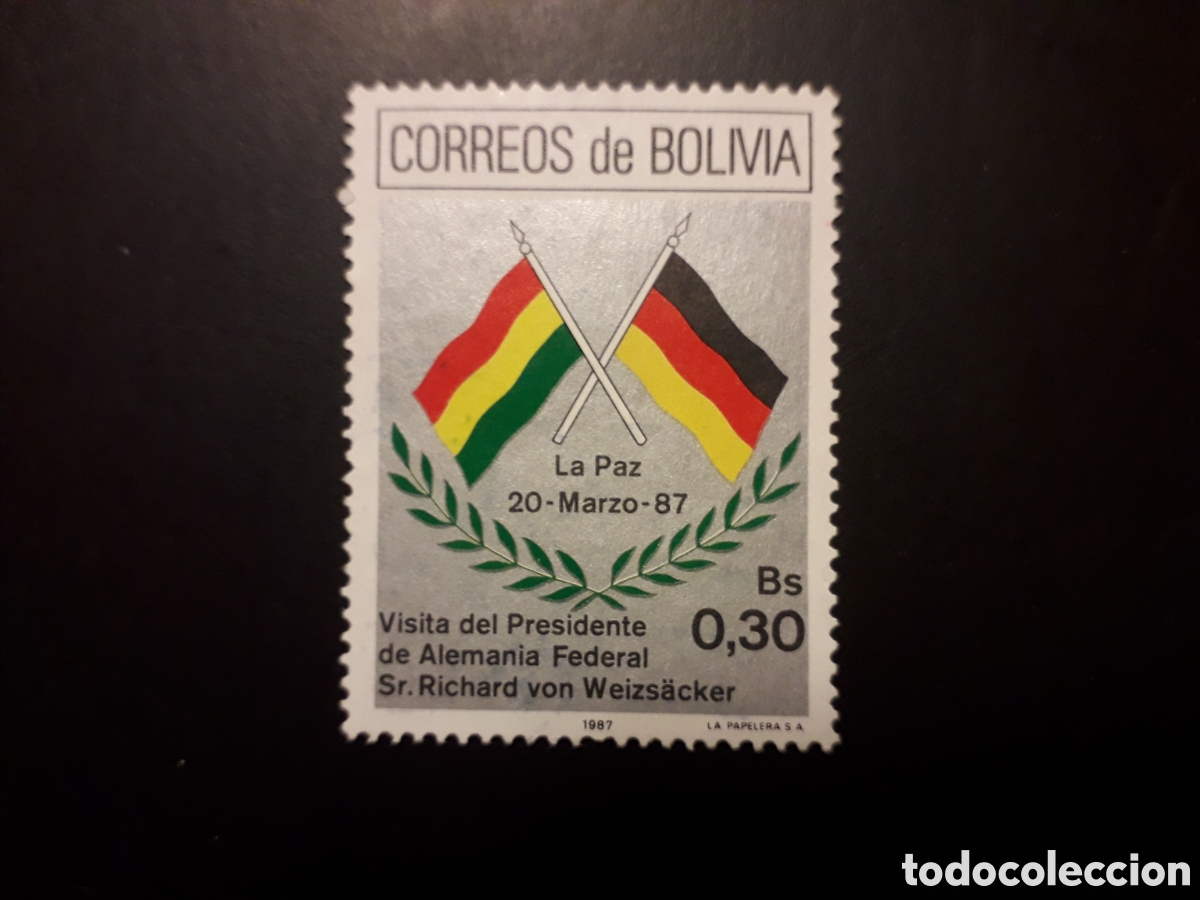 CORREOS de BOLIVIA
La Paz
20-Marzo-87
Bs
0,30
Visita del Presidente
de Alemania Federal
Sr. Richard von Weizsäcker
1987
LA PAPELERA S.A
todocoleccion